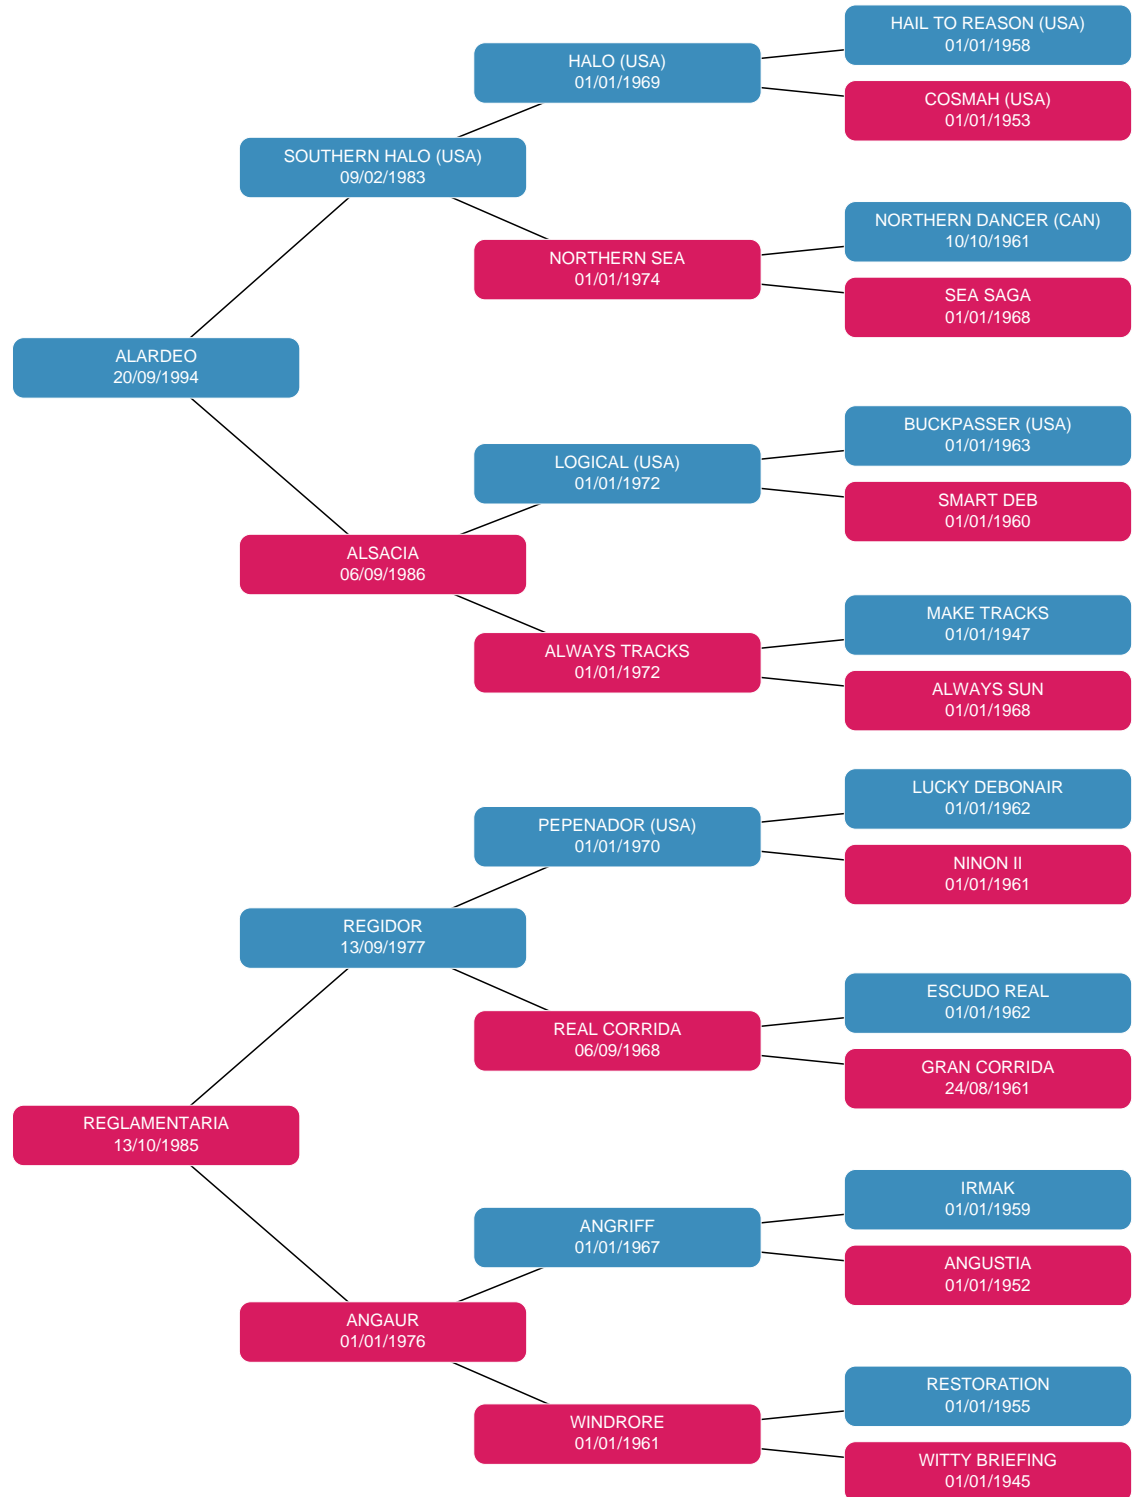 HAIL TO REASON (USA)
01/01/1958
HALO (USA)
01/01/1969
COSMAH (USA)
01/01/1953
SOUTHERN HALO (USA)
09/02/1983
NORTHERN DANCER (CAN)
10/10/1961
NORTHERN SEA
01/01/1974
SEA SAGA
01/01/1968
ALARDEO
20/09/1994
BUCKPASSER (USA)
01/01/1963
LOGICAL (USA)
01/01/1972
SMART DEB
01/01/1960
ALSACIA
06/09/1986
MAKE TRACKS
01/01/1947
ALWAYS TRACKS
01/01/1972
ALWAYS SUN
01/01/1968
LUCKY DEBONAIR
01/01/1962
PEPENADOR (USA)
01/01/1970
NINON II
01/01/1961
REGIDOR
13/09/1977
ESCUDO REAL
01/01/1962
REAL CORRIDA
06/09/1968
GRAN CORRIDA
24/08/1961
REGLAMENTARIA
13/10/1985
IRMAK
01/01/1959
ANGRIFF
01/01/1967
ANGUSTIA
01/01/1952
ANGAUR
01/01/1976
RESTORATION
01/01/1955
WINDRORE
01/01/1961
WITTY BRIEFING
01/01/1945